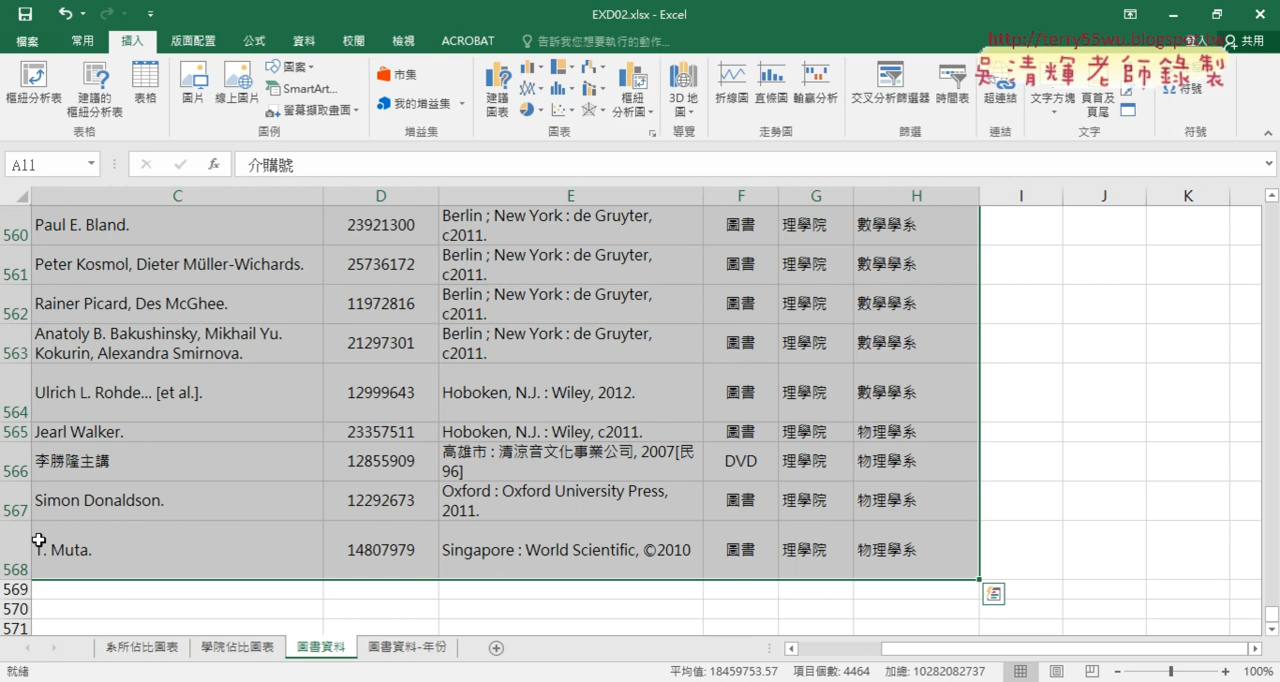 EXD02.xlsx - Excel
檔案 常用 插入 版面配置 公式 資料 校閱 檢視 ACROBAT 告訴我您想要執行的動作... 登入 共用
http://terry55wu.blogspot.tw
吳清輝老師錄製
樞紐分析表 建議的 樞紐分析表 表格 圖片 線上圖片 圖案 SmartArt... 螢幕擷取畫面 市集 我的增益集 建議 圖表 樞紐 分析圖 3D 地 圖 折線圖 直條圖 輸贏分析 交叉分析篩選器 時間表 超連結 文字方塊 頁首及 頁尾 符號
表格 圖例 增益集 圖表 導覽 走勢圖 篩選 連結 文字 符號
A11 fx 介購號
C D E F G H I J K
560 Paul E. Bland. 23921300 Berlin ; New York : de Gruyter, c2011. 圖書 理學院 數學學系
561 Peter Kosmol, Dieter Müller-Wichards. 25736172 Berlin ; New York : de Gruyter, c2011. 圖書 理學院 數學學系
562 Rainer Picard, Des McGhee. 11972816 Berlin ; New York : de Gruyter, c2011. 圖書 理學院 數學學系
563 Anatoly B. Bakushinsky, Mikhail Yu. Kokurin, Alexandra Smirnova. 21297301 Berlin ; New York : de Gruyter, c2011. 圖書 理學院 數學學系
564 Ulrich L. Rohde... [et al.]. 12999643 Hoboken, N.J. : Wiley, 2012. 圖書 理學院 數學學系
565 Jearl Walker. 23357511 Hoboken, N.J. : Wiley, c2011. 圖書 理學院 物理學系
566 李勝隆主講 12855909 高雄市 : 清涼音文化事業公司, 2007[民96] DVD 理學院 物理學系
567 Simon Donaldson. 12292673 Oxford : Oxford University Press, 2011. 圖書 理學院 物理學系
568 T. Muta. 14807979 Singapore : World Scientific, ©2010 圖書 理學院 物理學系
569
570
571
系所佔比圖表 學院佔比圖表 圖書資料 圖書資料-年份
就緒 平均值: 18459753.57 項目個數: 4464 加總: 10282082737 100%